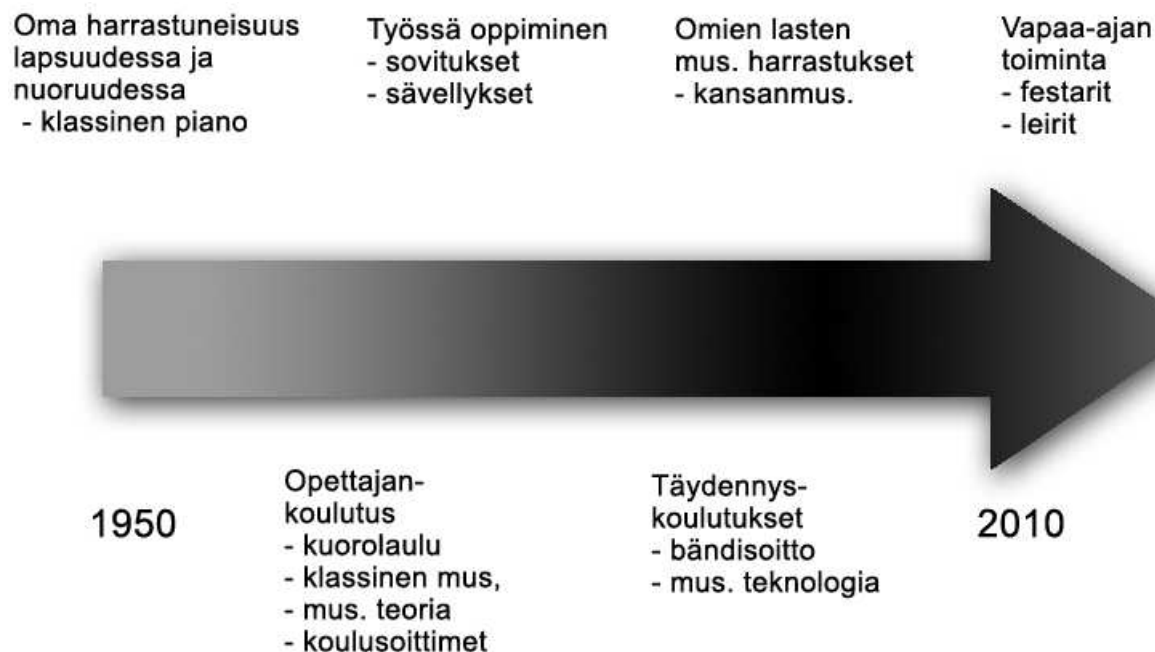 Oma harrastuneisuus
lapsuudessa ja
nuoruudessa
- klassinen piano
Työssä oppiminen
- sovitukset
- sävellykset
Omien lasten
mus. harrastukset
- kansanmus.
Vapaa-ajan
toiminta
- festarit
- leirit
1950
Opettajan-
koulutus
- kuorolaulu
- klassinen mus,
- mus. teoria
- koulusoittimet
Täydennys-
koulutukset
- bändisoitto
- mus. teknologia
2010